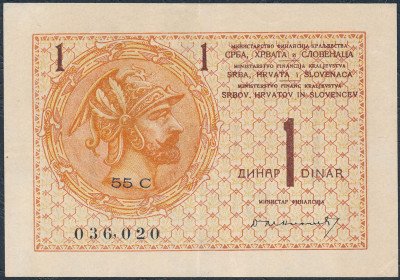 1
1
МИНИСТАРСТВО ФИНАНСИЈА КРАЉЕВСТВА
СРБА, ХРВАТА и СЛОВЕНАЦА
MINISTARSTVO FINANCIJA KRALJEVSTVA
SRBA, HRVATA i SLOVENACA
MINISTERSTVO FINANC KRALJEVSTVA
SRBOV, HRVATOV IN SLOVENCEV
55 C
ДИНАР 1 DINAR
МИНИСТАР ФИНАНСИЈА
036,020